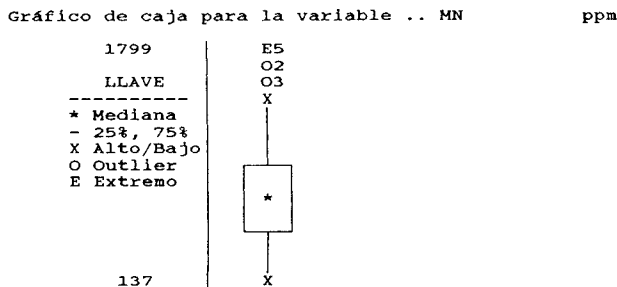 Gráfico de caja para la variable .. MN ppm
1799 E5
O2
LLAVE O3
---------- X
* Mediana
- 25%, 75%
X Alto/Bajo
O Outlier
E Extremo
*
137 X